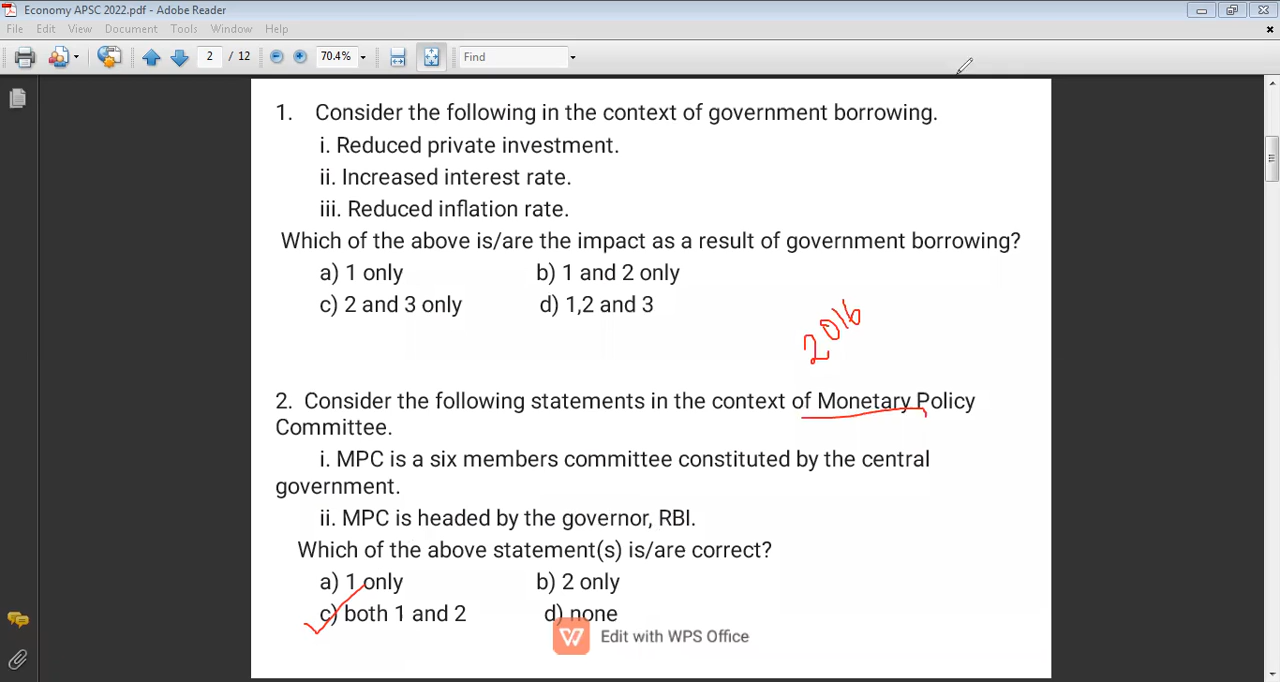 Economy APSC 2022.pdf - Adobe Reader
File Edit View Document Tools Window Help
2 / 12 70.4% Find
1. Consider the following in the context of government borrowing.
i. Reduced private investment.
ii. Increased interest rate.
iii. Reduced inflation rate.
Which of the above is/are the impact as a result of government borrowing?
a) 1 only b) 1 and 2 only
c) 2 and 3 only d) 1,2 and 3
2016
2. Consider the following statements in the context of Monetary Policy
Committee.
i. MPC is a six members committee constituted by the central
government.
ii. MPC is headed by the governor, RBI.
Which of the above statement(s) is/are correct?
a) 1 only b) 2 only
c) both 1 and 2 d) none
Edit with WPS Office